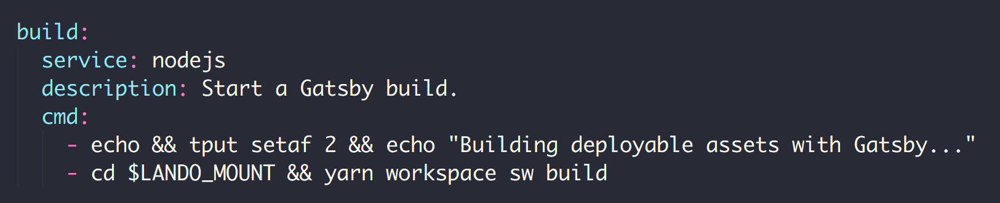 build:
  service: nodejs
  description: Start a Gatsby build.
  cmd:
    - echo && tput setaf 2 && echo "Building deployable assets with Gatsby..."
    - cd $LANDO_MOUNT && yarn workspace sw build